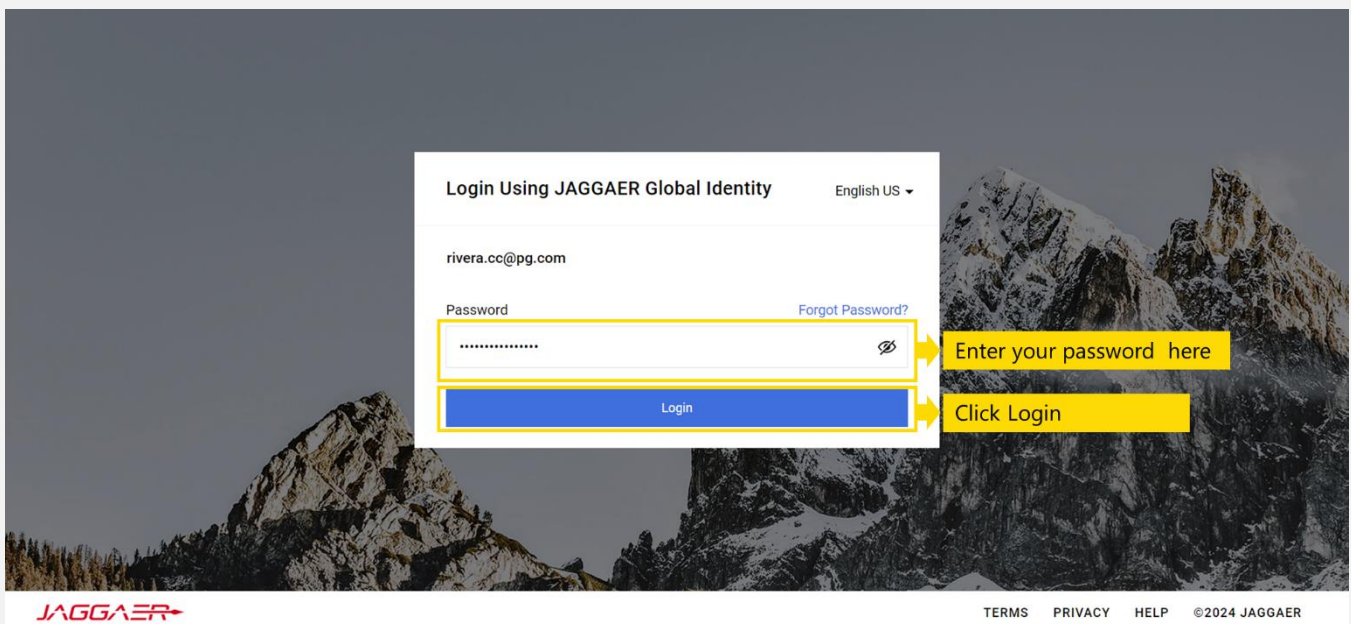 Login Using JAGGAER Global Identity English US
rivera.cc@pg.com
Password Forgot Password?
•••••••••••••••• Enter your password here
Login Click Login
JAGGAER TERMS PRIVACY HELP ©2024 JAGGAER